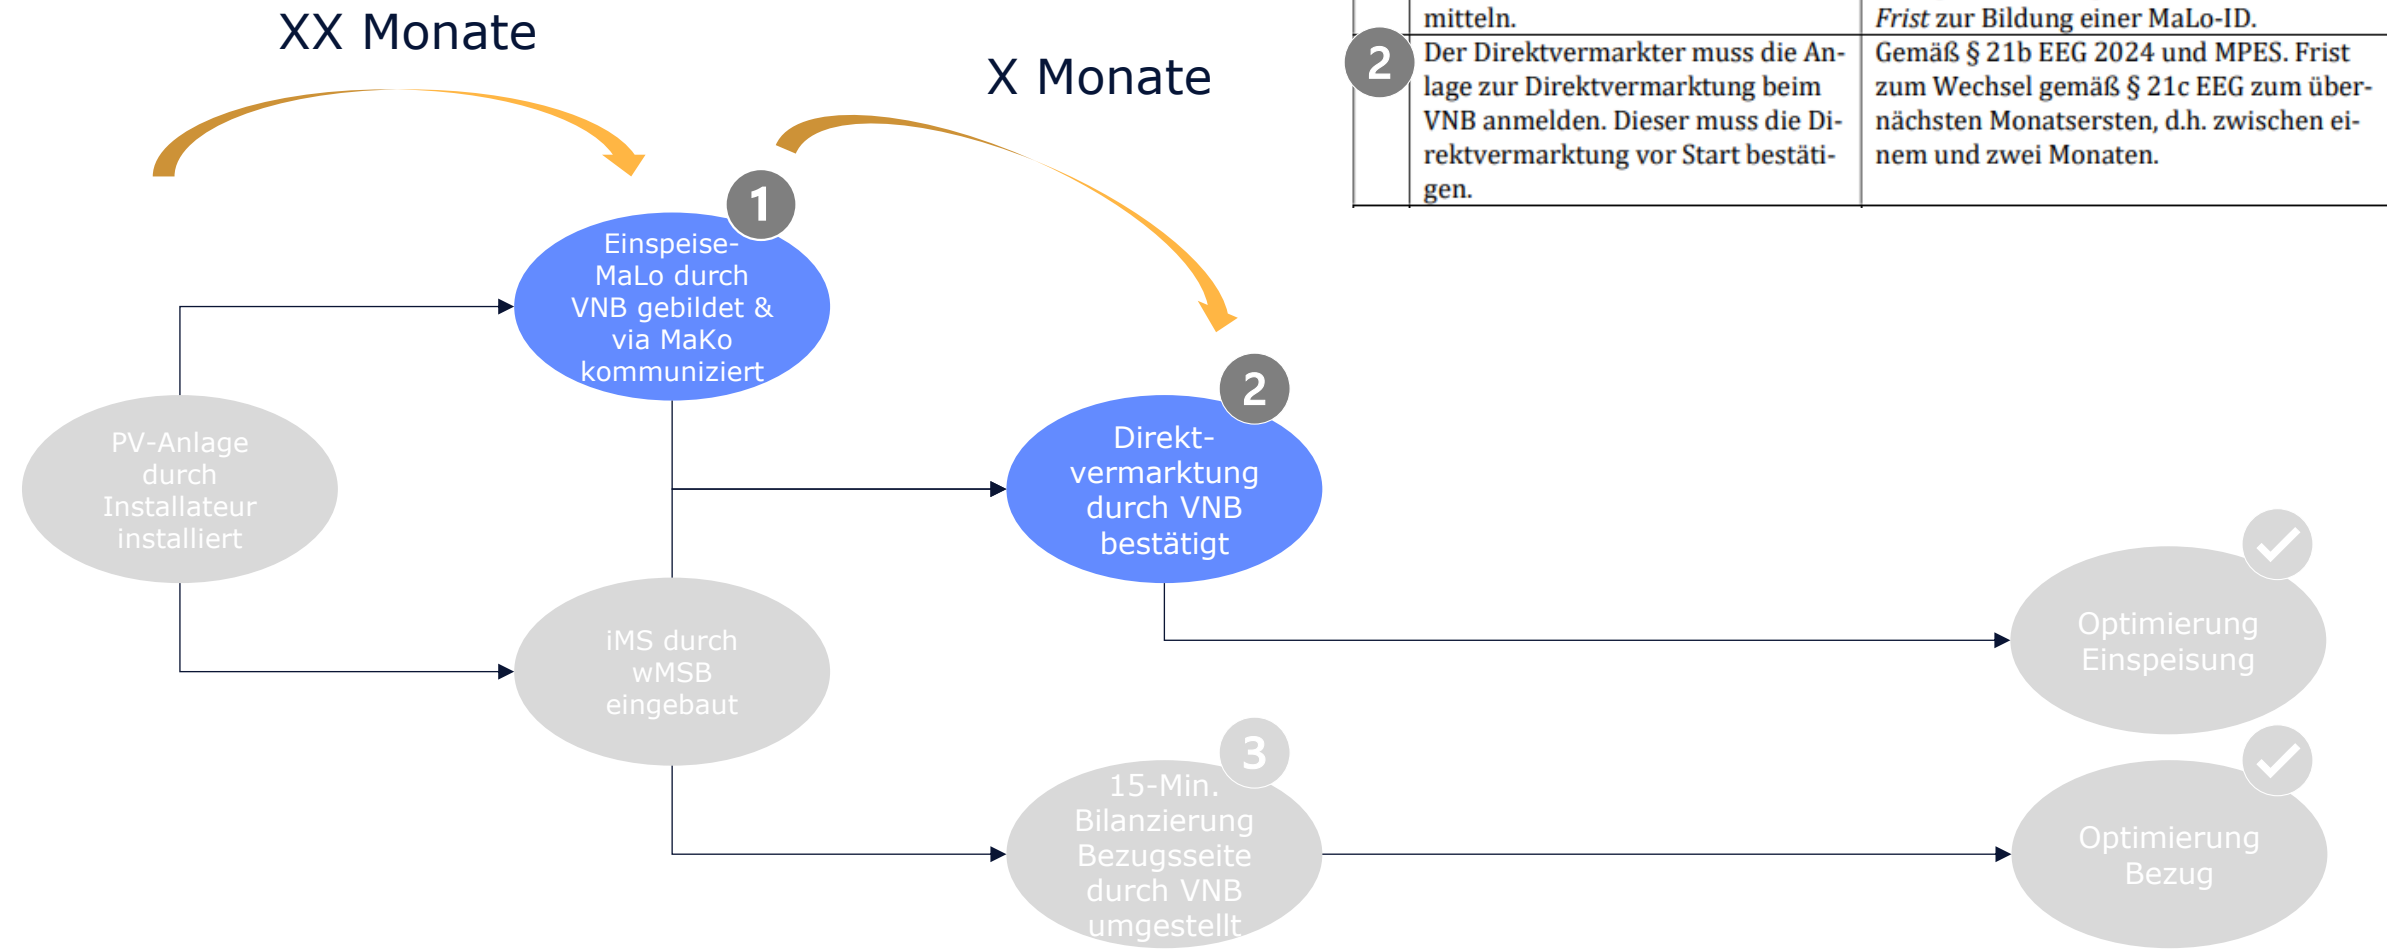 XX Monate
X Monate
mitteln.
Frist zur Bildung einer MaLo-ID.
2
Der Direktvermarkter muss die An-
lage zur Direktvermarktung beim
VNB anmelden. Dieser muss die Di-
rektvermarktung vor Start bestäti-
gen.
Gemäß § 21b EEG 2024 und MPES. Frist
zum Wechsel gemäß § 21c EEG zum über-
nächsten Monatsersten, d.h. zwischen ei-
nem und zwei Monaten.
1
Einspeise-
MaLo durch
VNB gebildet &
via MaKo
kommuniziert
PV-Anlage
durch
Installateur
installiert
2
Direkt-
vermarktung
durch VNB
bestätigt
iMS durch
wMSB
eingebaut
Optimierung
Einspeisung
3
15-Min.
Bilanzierung
Bezugsseite
durch VNB
umgestellt
Optimierung
Bezug